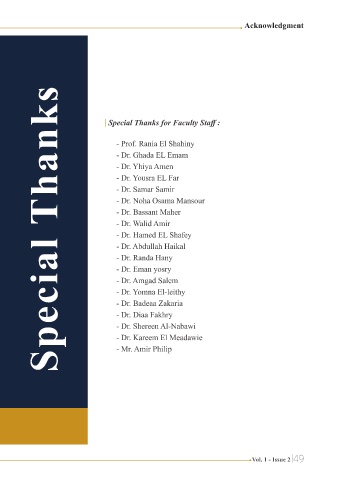 Acknowledgment
Special Thanks
Special Thanks for Faculty Staff :
- Prof. Rania El Shahiny
- Dr. Ghada EL Emam
- Dr. Yhiya Amen
- Dr. Yousra EL Far
- Dr. Samar Samir
- Dr. Noha Osama Mansour
- Dr. Bassant Maher
- Dr. Walid Amir
- Dr. Hamed EL Shafey
- Dr. Abdullah Haikal
- Dr. Randa Hany
- Dr. Eman yosry
- Dr. Amgad Salem
- Dr. Yomna El-leithy
- Dr. Badeaa Zakaria
- Dr. Diaa Fakhry
- Dr. Shereen Al-Nabawi
- Dr. Kareem El Meadawie
- Mr. Amir Philip
Vol. 1 - Issue 2 |49